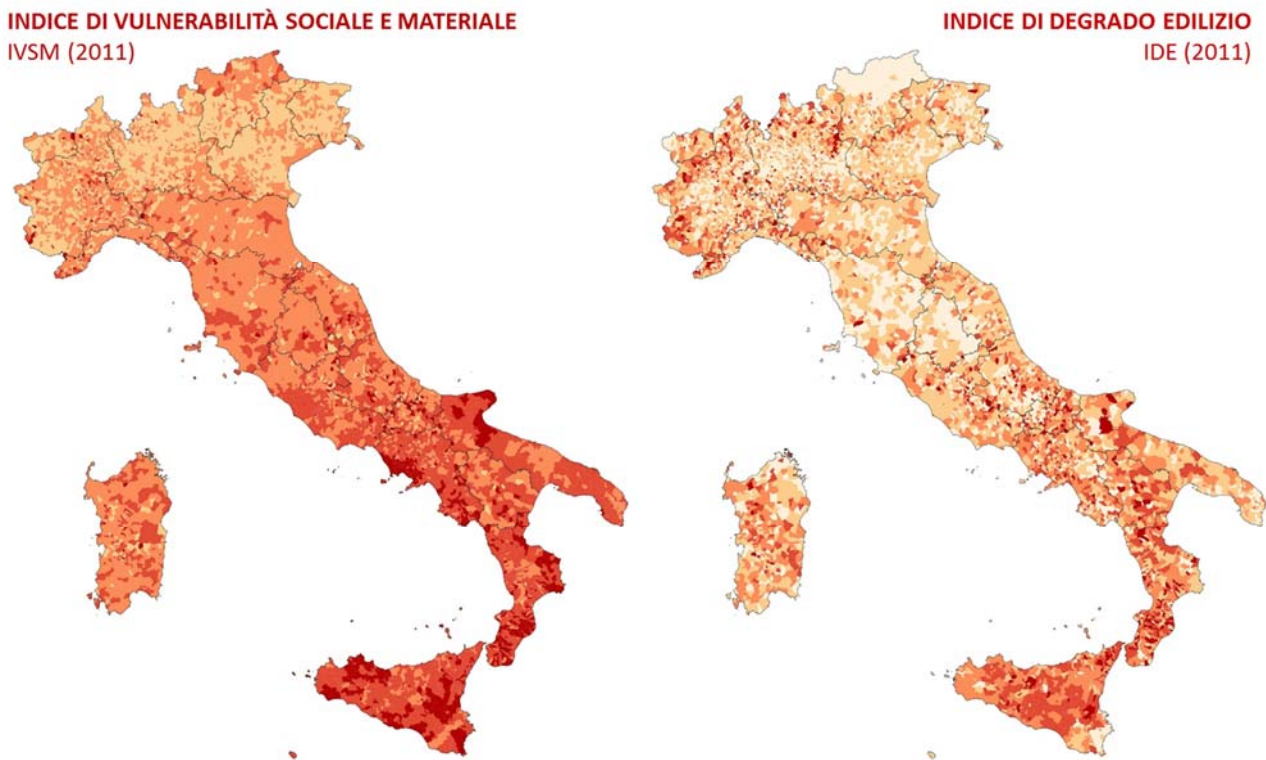 INDICE DI VULNERABILITÀ SOCIALE E MATERIALE
IVSM (2011)
INDICE DI DEGRADO EDILIZIO
IDE (2011)